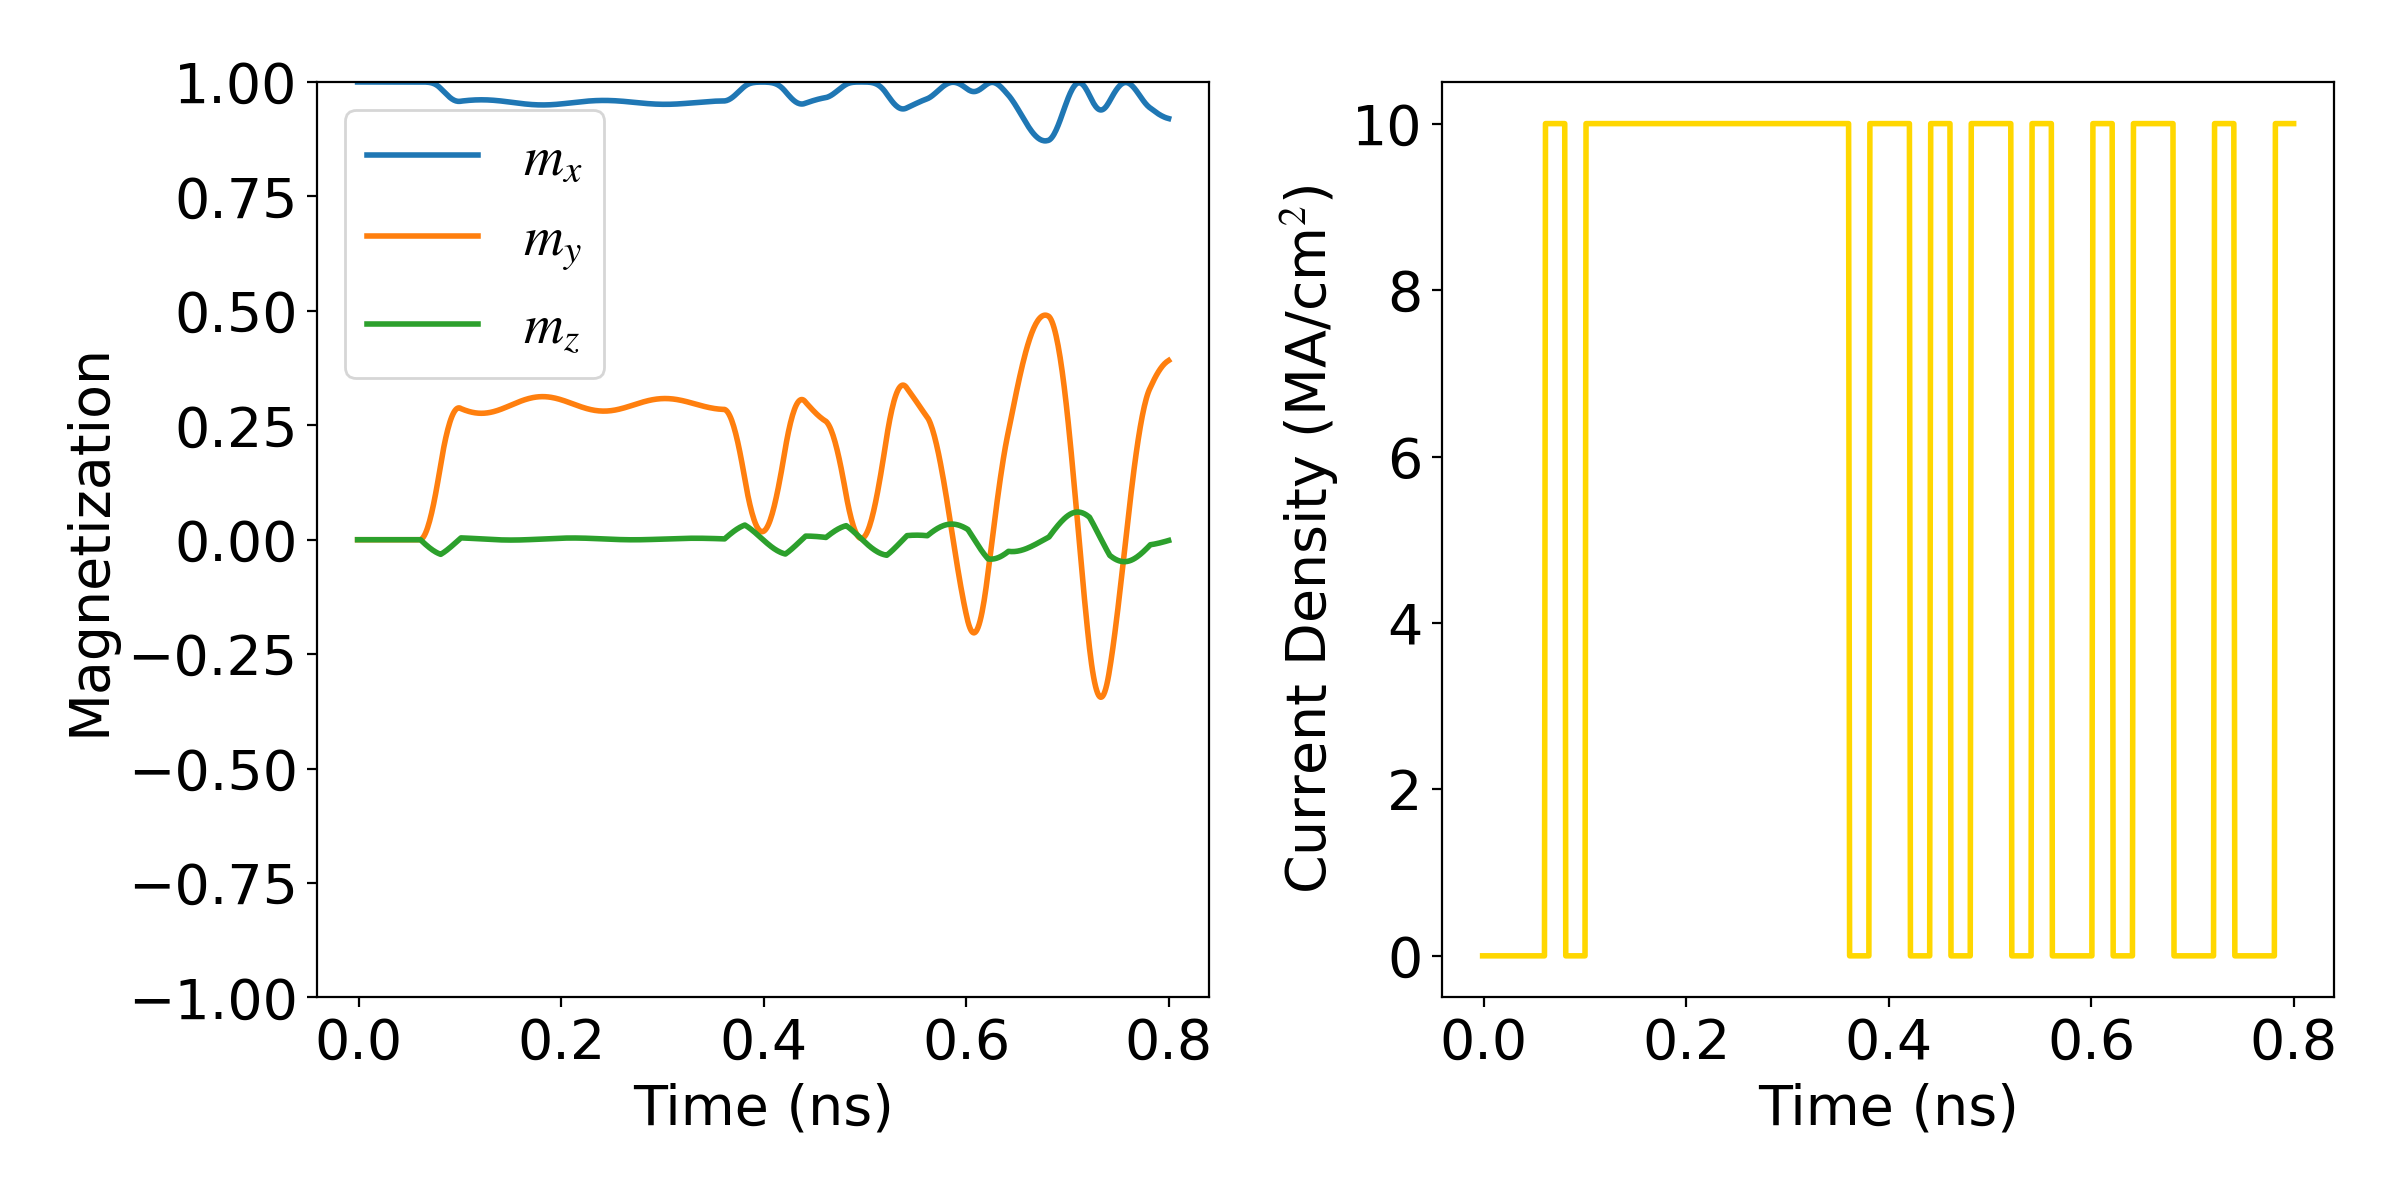 Magnetization
1.00
0.75
0.50
0.25
0.00
−0.25
−0.50
−0.75
−1.00
m_x
m_y
m_z
0.0 0.2 0.4 0.6 0.8
Time (ns)
Current Density (MA/cm²)
10
8
6
4
2
0
0.0 0.2 0.4 0.6 0.8
Time (ns)